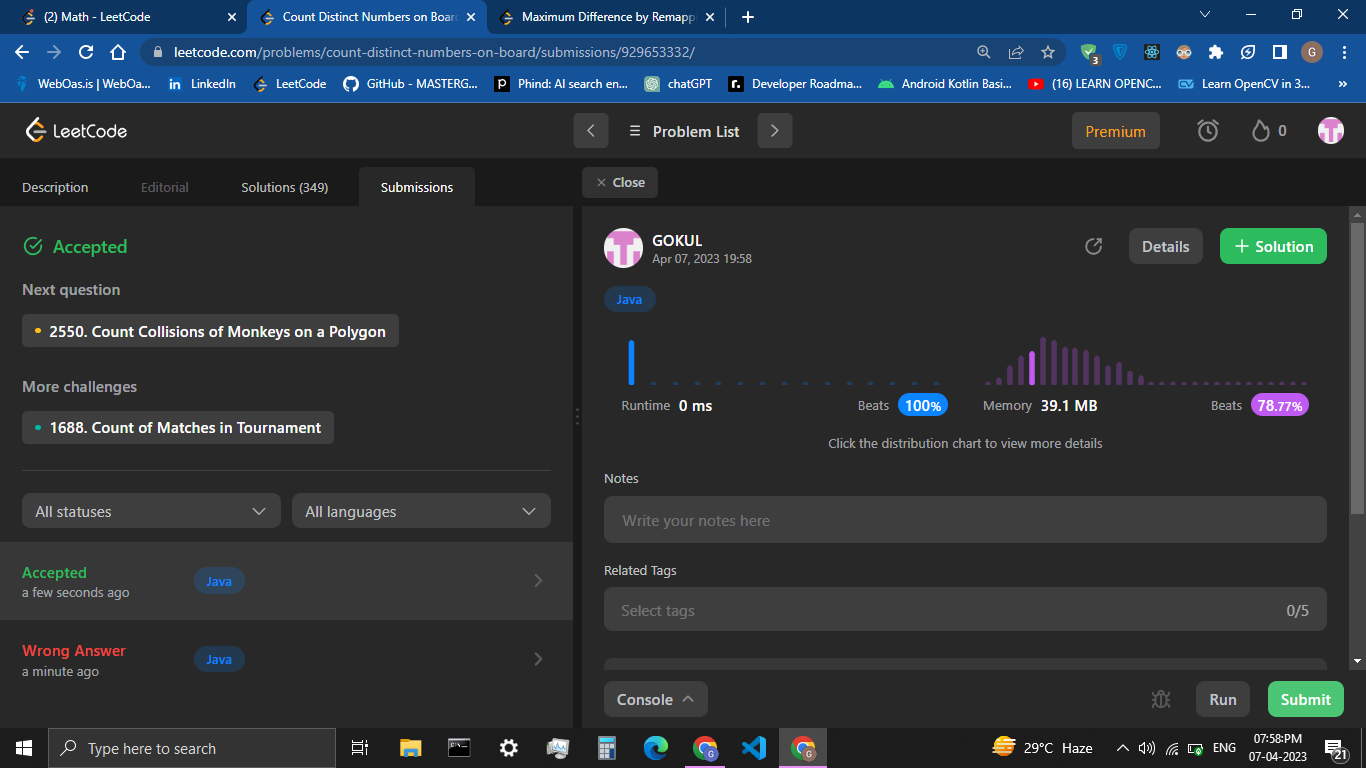 (2) Math - LeetCode
Count Distinct Numbers on Boar
Maximum Difference by Remapp
leetcode.com/problems/count-distinct-numbers-on-board/submissions/929653332/
3
G
WebOas.is | WebOa...
LinkedIn
LeetCode
GitHub - MASTERG...
Phind: AI search en...
chatGPT
Developer Roadma...
Android Kotlin Basi...
(16) LEARN OPENC...
Learn OpenCV in 3...
»
LeetCode
Problem List
Premium
0
Description
Editorial
Solutions (349)
Submissions
Close
Accepted
Next question
2550. Count Collisions of Monkeys on a Polygon
More challenges
1688. Count of Matches in Tournament
All statuses
All languages
Accepted
a few seconds ago
Java
Wrong Answer
a minute ago
Java
GOKUL
Apr 07, 2023 19:58
Details
Solution
Java
Runtime 0 ms
Beats 100%
Memory 39.1 MB
Beats 78.77%
Click the distribution chart to view more details
Notes
Write your notes here
Related Tags
Select tags
0/5
Console
Run
Submit
Type here to search
29°C Haze
ENG
07:58:PM
07-04-2023
21